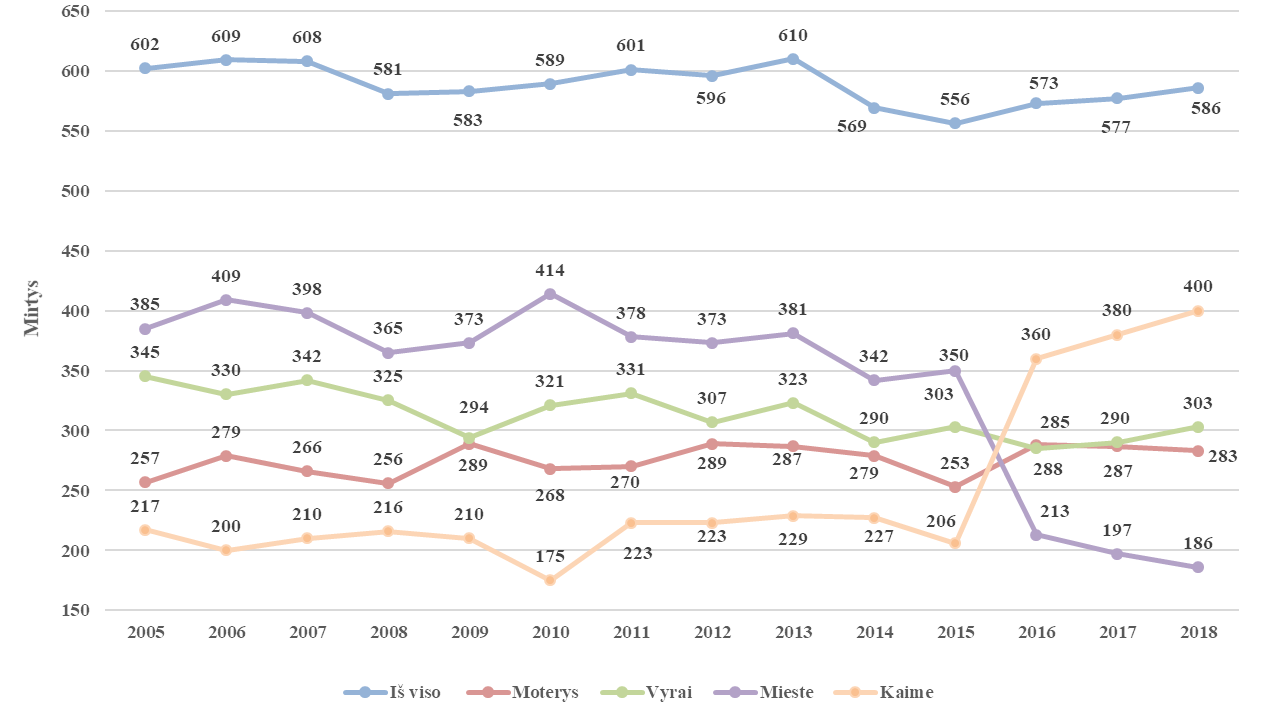 650
600
550
500
450
400
350
300
250
200
150
Mirtys
602 609 608 581 583 589 601 596 610 569 556 573 577 586
385 409 398 365 373 414 378 373 381 342 350 213 197 186
345 330 342 325 294 321 331 307 323 290 303 285 290 303
257 279 266 256 289 268 270 289 287 279 253 288 287 283
217 200 210 216 210 175 223 223 229 227 206 360 380 400
2005 2006 2007 2008 2009 2010 2011 2012 2013 2014 2015 2016 2017 2018
Iš viso Moterys Vyrai Mieste Kaime